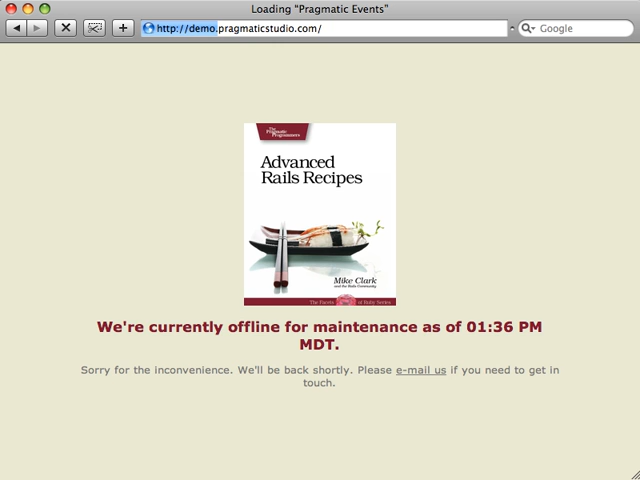 Loading “Pragmatic Events”
http://demo.pragmaticstudio.com/
Google
The
Pragmatic
Programmers
Advanced
Rails Recipes
Mike Clark
and the Rails Community
The Facets of Ruby Series
We're currently offline for maintenance as of 01:36 PM
MDT.
Sorry for the inconvenience. We'll be back shortly. Please e-mail us if you need to get in
touch.